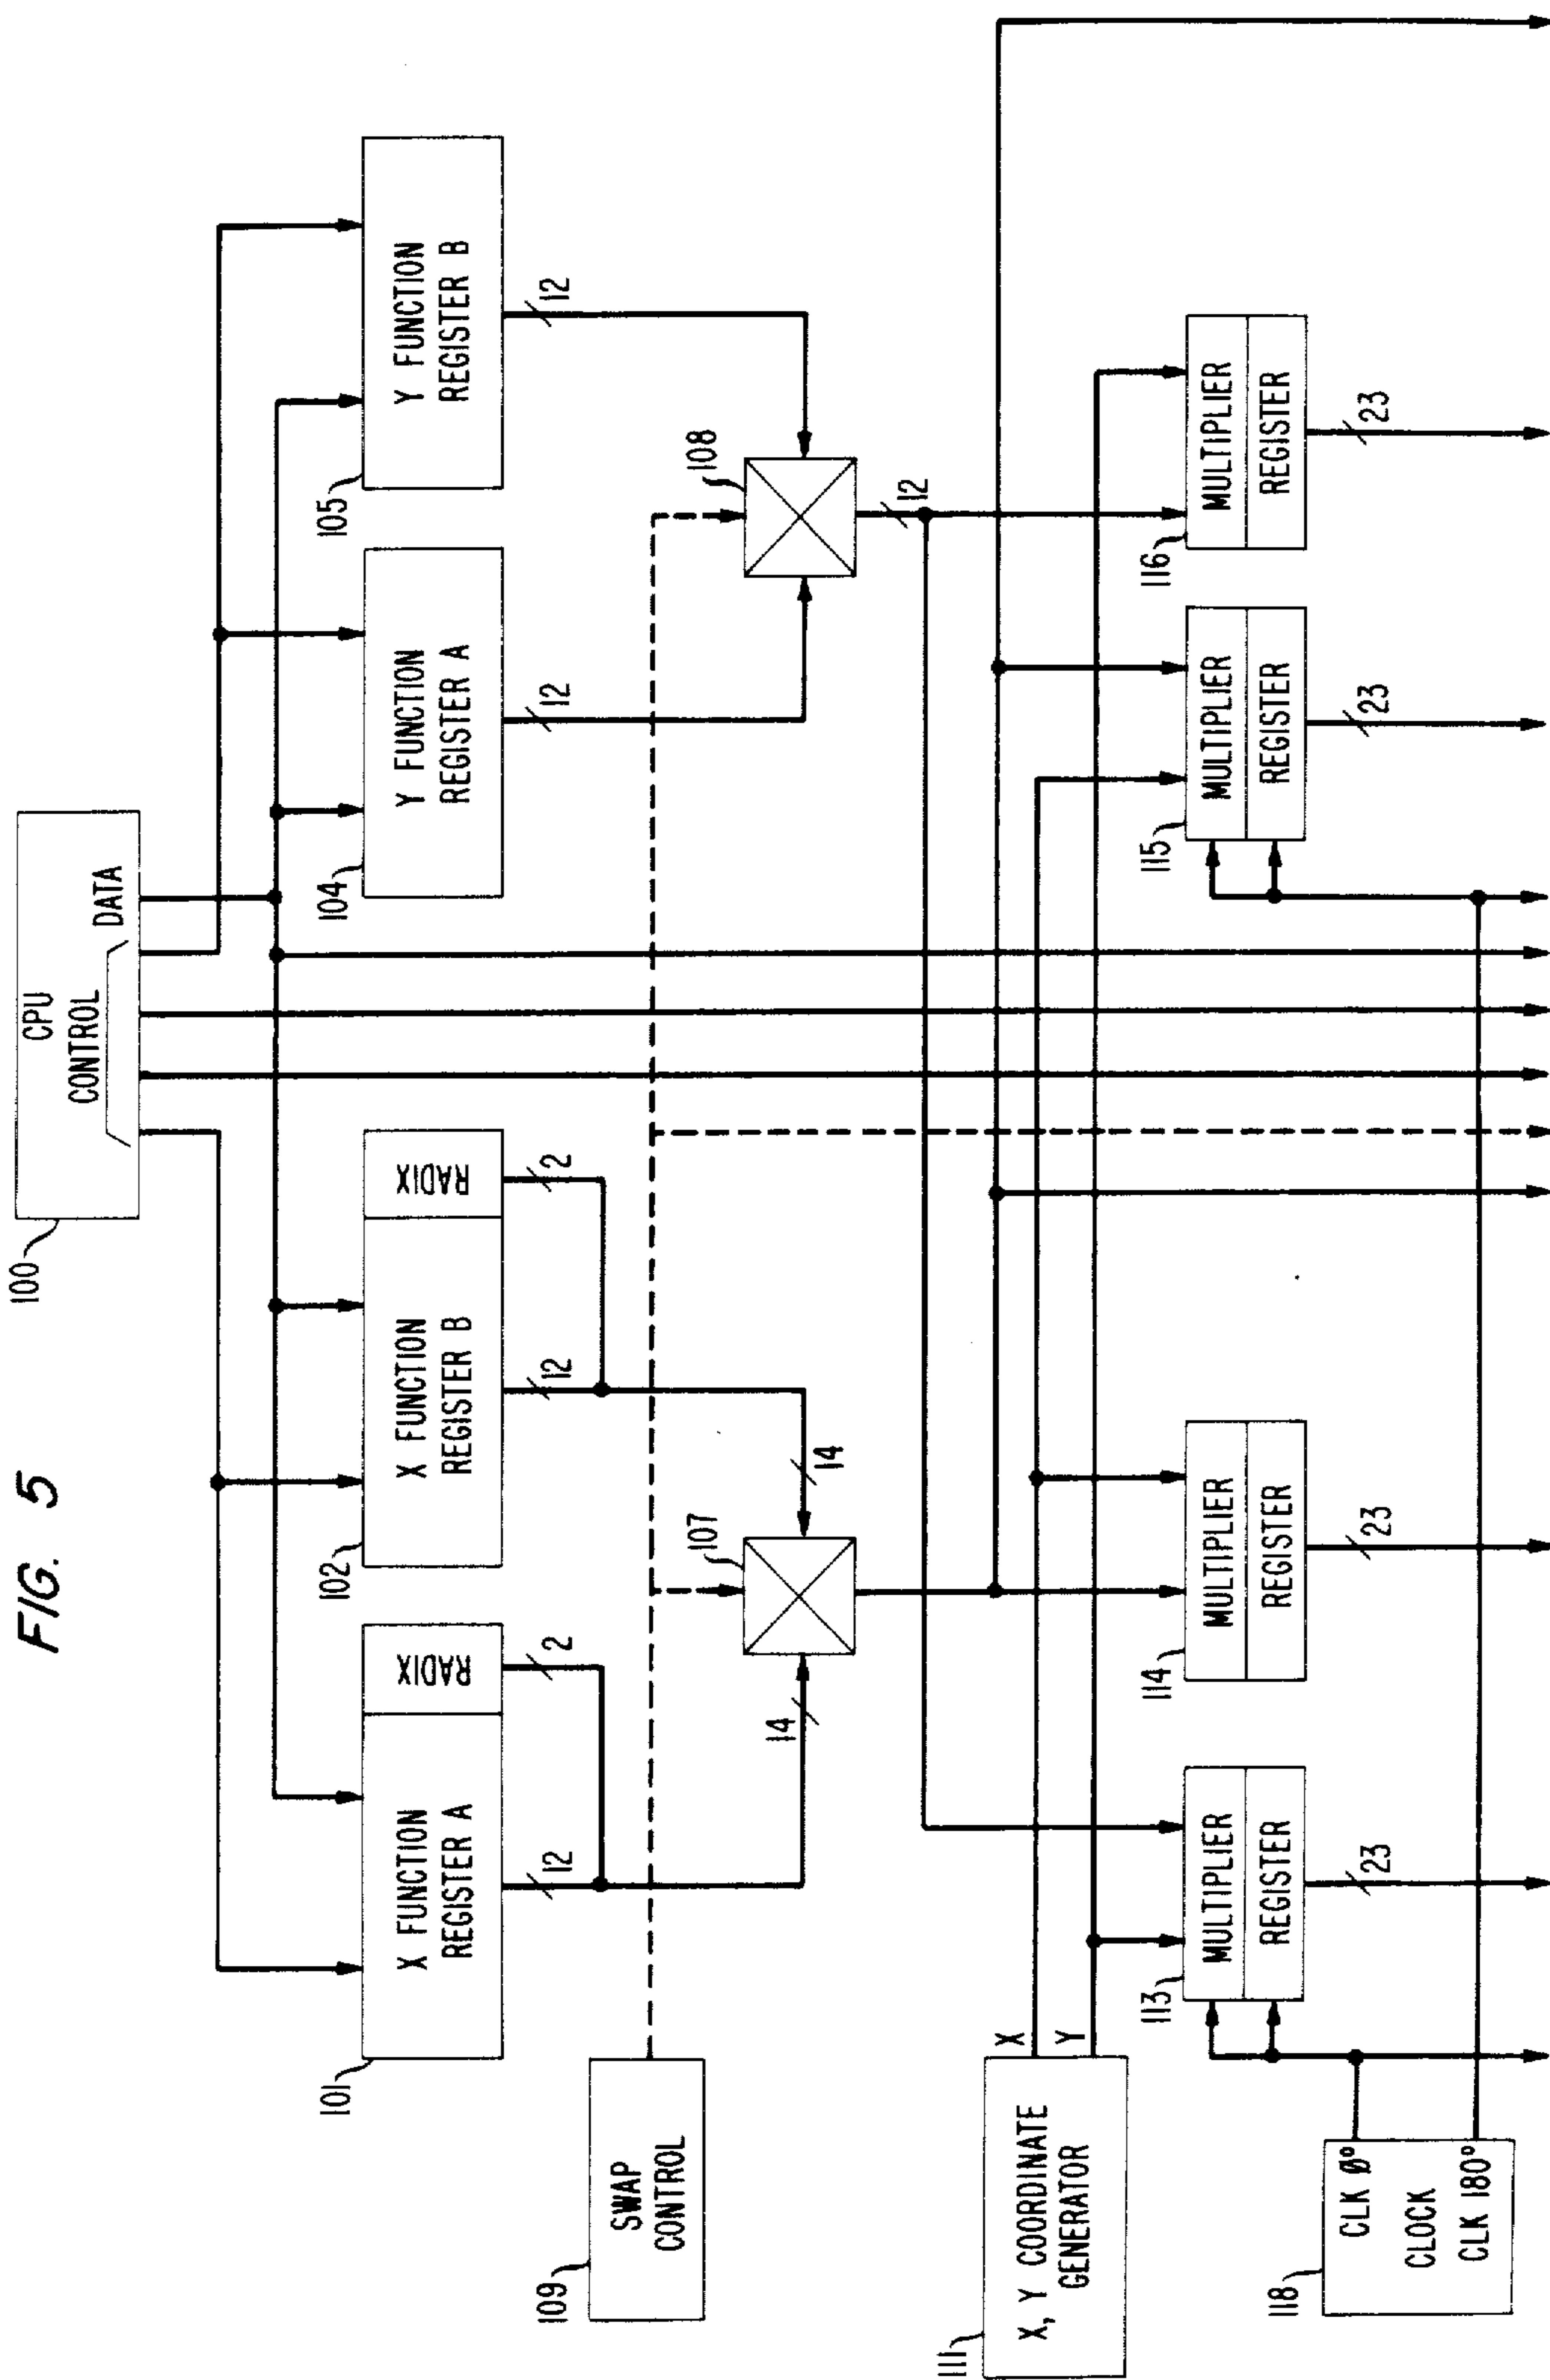 FIG. 5
100
CPU
CONTROL
DATA
101
X FUNCTION
REGISTER A
RADIX
102
X FUNCTION
REGISTER B
RADIX
104
Y FUNCTION
REGISTER A
105
Y FUNCTION
REGISTER B
12
2
12
2
12
12
109
SWAP
CONTROL
14
107
14
108
12
111
X, Y COORDINATE
GENERATOR
X
Y
113
MULTIPLIER
REGISTER
23
114
MULTIPLIER
REGISTER
23
115
MULTIPLIER
REGISTER
23
116
MULTIPLIER
REGISTER
23
118
CLK Ø°
CLOCK
CLK 180°